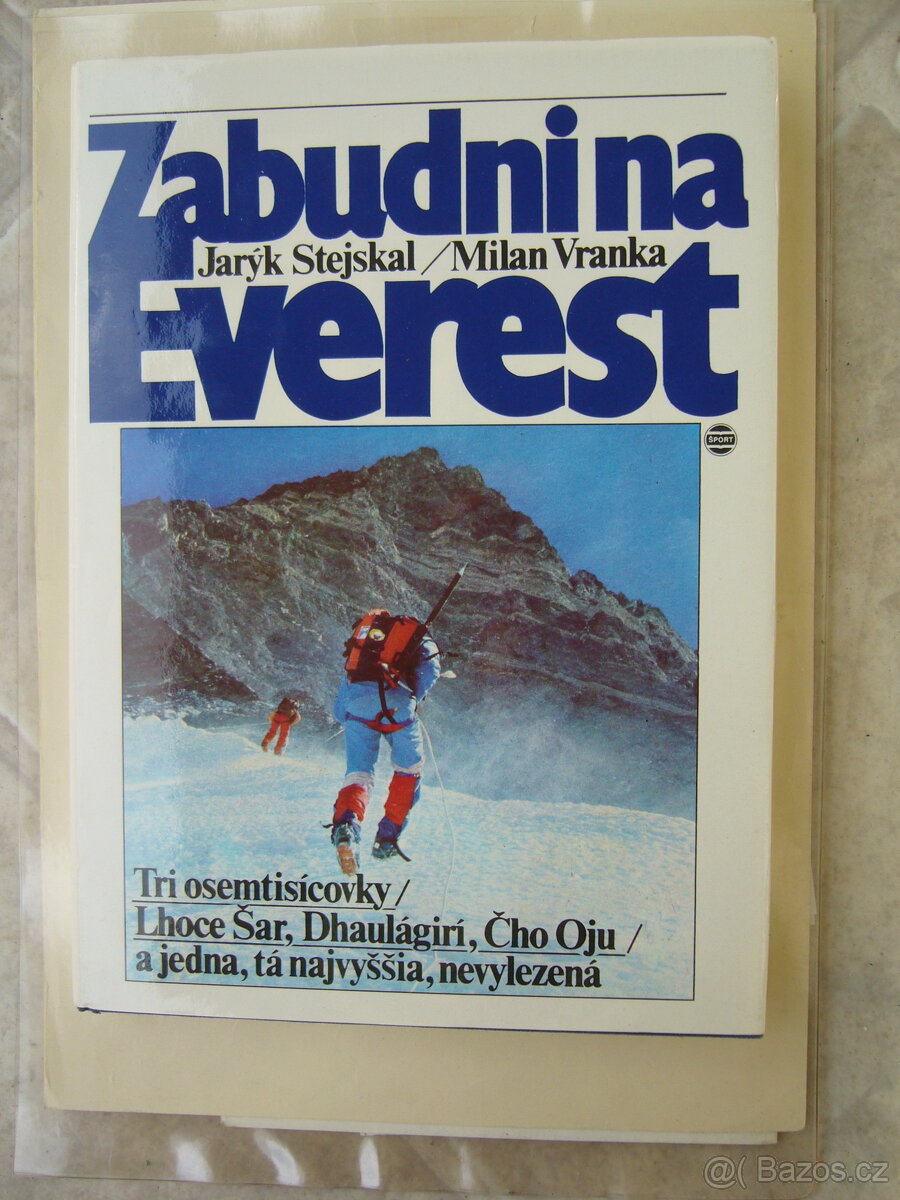 Zabudni na
Jarýk Stejskal / Milan Vranka
Everest
ŠPORT
Tri osemtisícovky /
Lhoce Šar, Dhaulágirí, Čho Oju /
a jedna, tá najvyššia, nevylezená
@( Bazos.cz